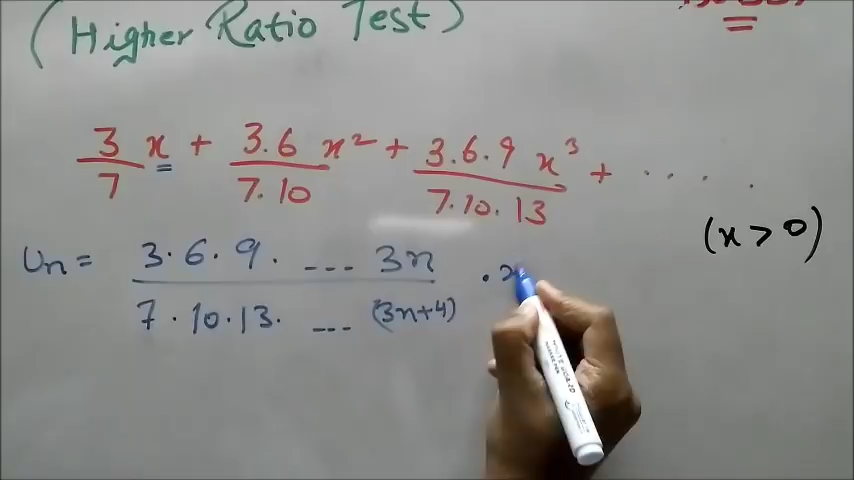 (Higher Ratio Test)
3/7 x + 3.6/7.10 x² + 3.6.9/7.10.13 x³ + .....
(x > 0)
Un = 3.6.9. --- 3n / 7.10.13. --- (3n+4) . x